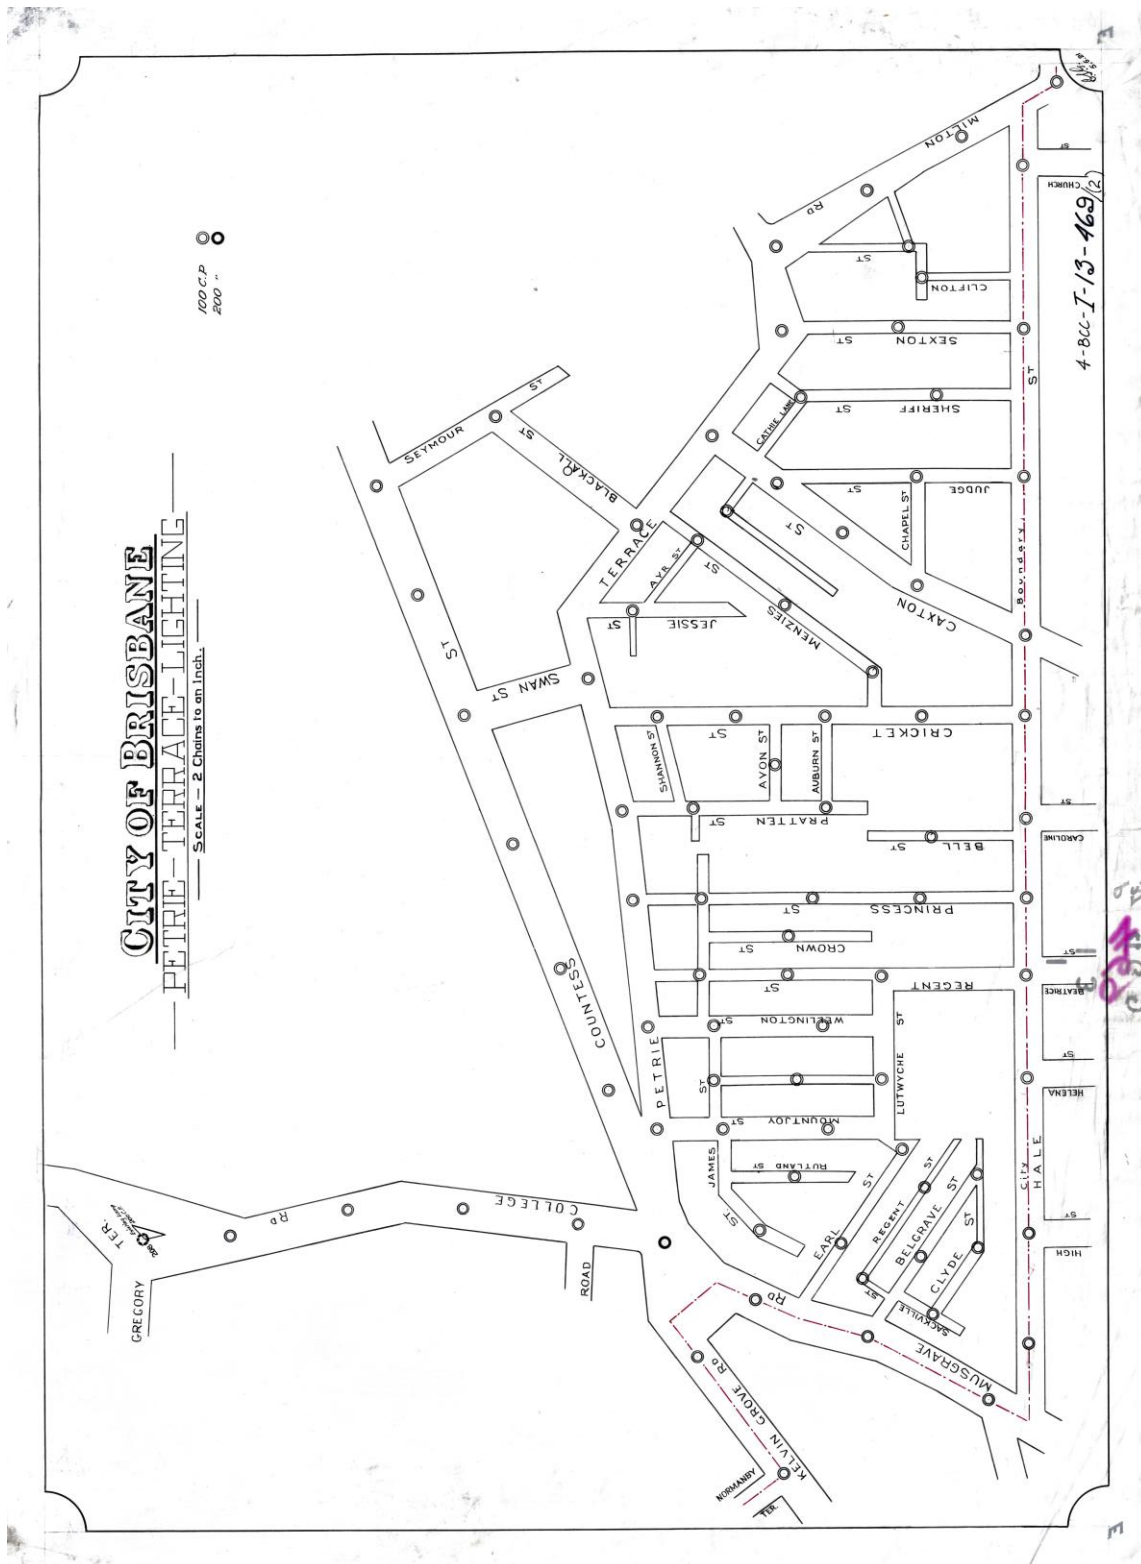 CITY OF BRISBANE
PETRIE-TERRACE-LIGHTING
SCALE — 2 Chains to an Inch.
100 C.P
200 "
4-BCC-I-13-469(2)
MILTON
RD
ST
CHURCH
ST
CLIFTON
ST
SEXTON
ST
SHERIFF
ST
CATHIE LANE
JUDGE
ST
CHAPEL ST
CAXTON
ST
Boundary
ST
SEYMOUR
ST
BLACKALL
ST
TERRACE
AYR ST
JESSIE
ST
MENZIES
ST
SWAN ST
ST
CRICKET
ST
SHANNON ST
AVON ST
AUBURN ST
PRATTEN
ST
BELL
ST
CAROLINE
ST
PRINCESS
ST
CROWN
ST
REGENT
ST
BEATRICE
ST
WELLINGTON
ST
COUNTESS
PETRIE
ST
LUTWYCHE ST
HELENA
ST
MOUNTJOY
ST
JAMES
ST
RUTLAND ST
EARL ST
REGENT ST
BELGRAVE ST
CLYDE ST
SACKVILLE
ST
City
HALE
HIGH
ST
COLLEGE
RD
ROAD
TER.
GREGORY
MUSGRAVE
RD
KELVIN GROVE RD
NORMANBY
TER.